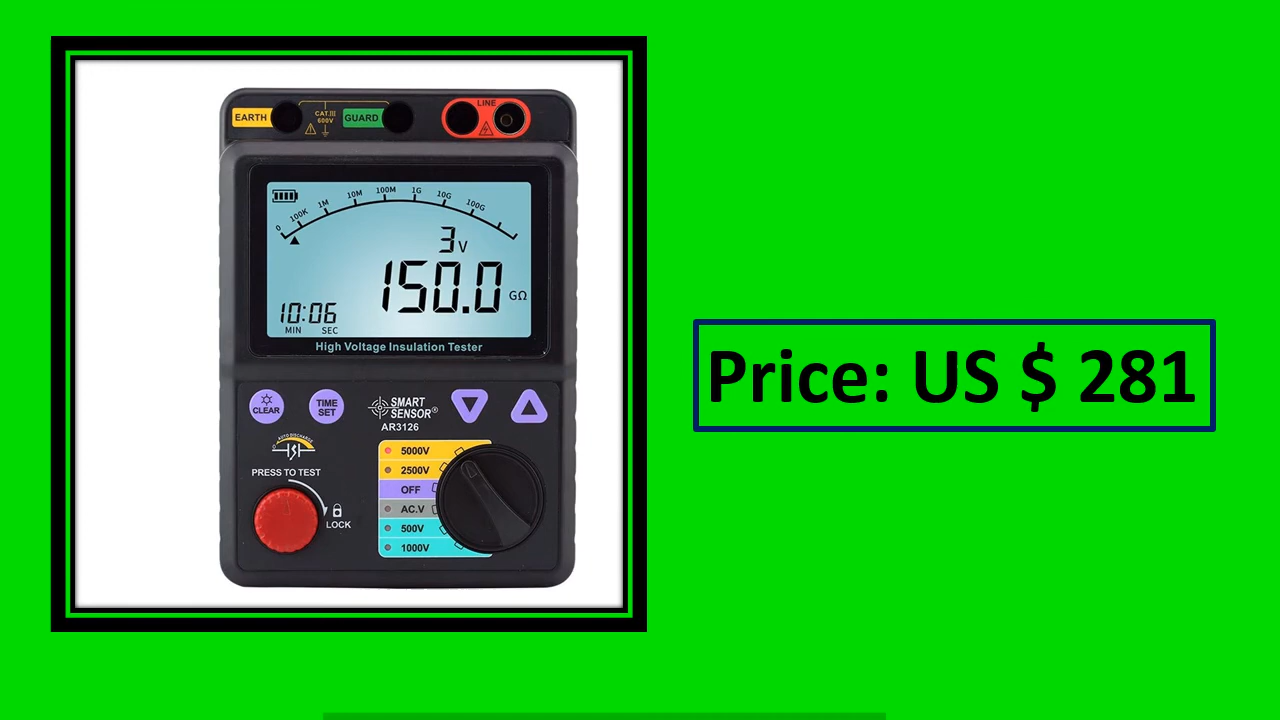 EARTH
CAT.III
600V
GUARD
LINE
0 100K 1M 10M 100M 1G 10G 100G
3V
150.0 GΩ
10:06
MIN SEC
High Voltage Insulation Tester
CLEAR
TIME
SET
SMART
SENSOR®
AR3126
AUTO DISCHARGE
PRESS TO TEST
LOCK
5000V
2500V
OFF
AC.V
500V
1000V
Price: US $ 281